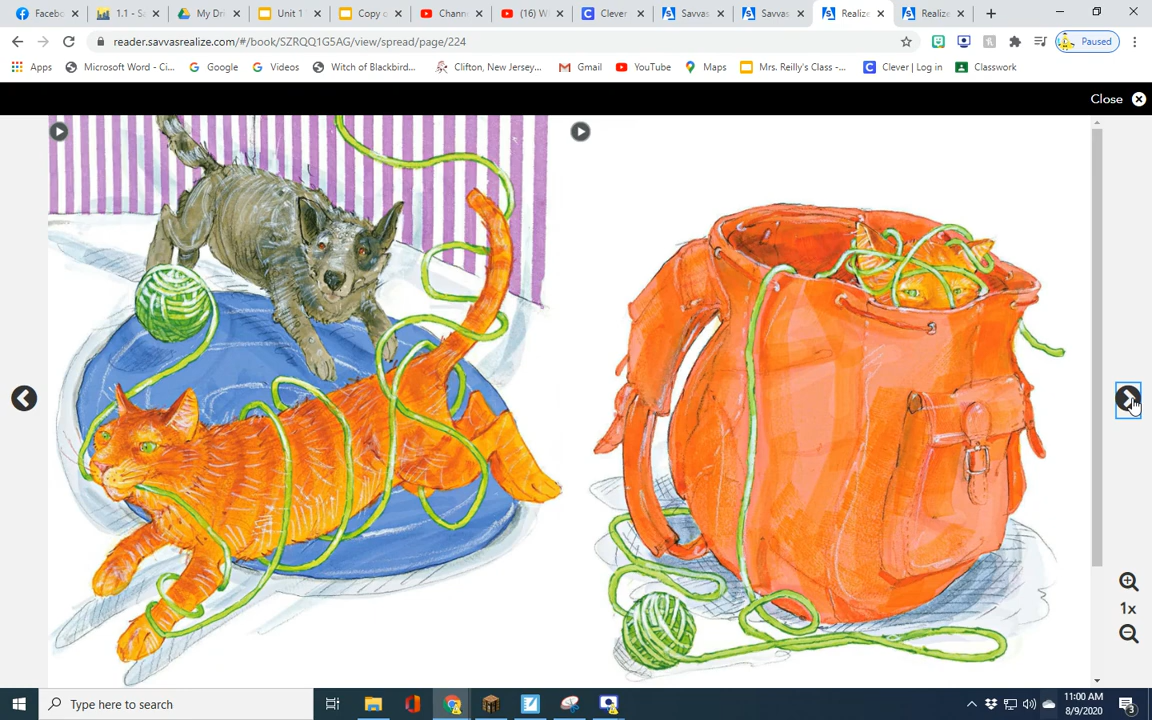 Facebo
1.1 - Sa
My Dri
Unit 1
Copy o
Chann
(16) W
Clever
Savvas
Savvas
Realize
Realize
reader.savvasrealize.com/#/book/SZRQQ1G5AG/view/spread/page/224
Paused
Apps
Microsoft Word - Ci...
Google
Videos
Witch of Blackbird...
Clifton, New Jersey...
Gmail
YouTube
Maps
Mrs. Reilly's Class -...
Clever | Log in
Classwork
Close
1x
Type here to search
11:00 AM
8/9/2020
3